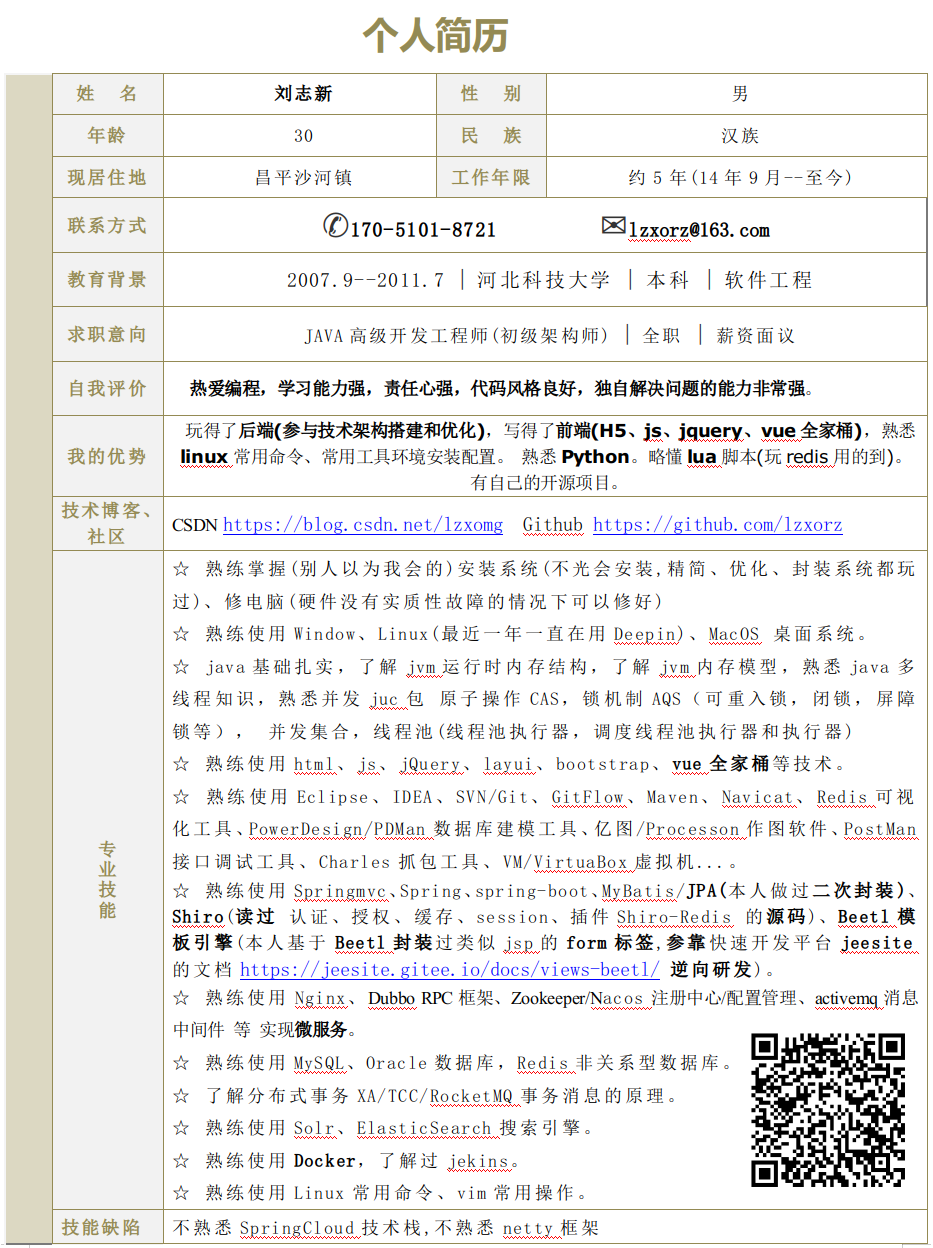 个人简历
姓 名 刘志新 性 别 男
年龄 30 民 族 汉族
现居住地 昌平沙河镇 工作年限 约 5 年(14 年 9 月--至今)
联系方式 ✆170-5101-8721 ✉lzxorz@163.com
教育背景 2007.9--2011.7 │ 河北科技大学 │ 本科 │ 软件工程
求职意向 JAVA 高级开发工程师(初级架构师) │ 全职 │ 薪资面议
自我评价 热爱编程，学习能力强，责任心强，代码风格良好，独自解决问题的能力非常强。
我的优势
玩得了后端(参与技术架构搭建和优化)，写得了前端(H5、js、jquery、vue 全家桶)，熟悉
linux 常用命令、常用工具环境安装配置。 熟悉 Python。略懂 lua 脚本(玩 redis 用的到)。
有自己的开源项目。
技术博客、
社区
CSDN https://blog.csdn.net/lzxomg Github https://github.com/lzxorz
专业技能
☆ 熟练掌握(别人以为我会的)安装系统(不光会安装,精简、优化、封装系统都玩
过)、修电脑(硬件没有实质性故障的情况下可以修好)
☆ 熟练使用 Window、Linux(最近一年一直在用 Deepin)、MacOS 桌面系统。
☆ java 基础扎实，了解 jvm 运行时内存结构，了解 jvm 内存模型，熟悉 java 多
线程知识，熟悉并发 juc 包 原子操作 CAS，锁机制 AQS（可重入锁，闭锁，屏障
锁等）， 并发集合，线程池(线程池执行器，调度线程池执行器和执行器)
☆ 熟练使用 html、js、jQuery、layui、bootstrap、vue 全家桶等技术。
☆ 熟练使用 Eclipse、IDEA、SVN/Git、GitFlow、Maven、Navicat、Redis 可视
化工具、PowerDesign/PDMan 数据库建模工具、亿图/Processon 作图软件、PostMan
接口调试工具、Charles 抓包工具、VM/VirtuaBox 虚拟机...。
☆ 熟练使用 Springmvc、Spring、spring-boot、MyBatis/JPA(本人做过二次封装)、
Shiro(读过 认证、授权、缓存、session、插件 Shiro-Redis 的源码)、Beetl 模
板引擎(本人基于 Beetl 封装过类似 jsp 的 form 标签,参靠快速开发平台 jeesite
的文档 https://jeesite.gitee.io/docs/views-beetl/ 逆向研发)。
☆ 熟练使用 Nginx、Dubbo RPC 框架、Zookeeper/Nacos 注册中心/配置管理、activemq 消息
中间件 等 实现微服务。
☆ 熟练使用 MySQL、Oracle 数据库，Redis 非关系型数据库。
☆ 了解分布式事务 XA/TCC/RocketMQ 事务消息的原理。
☆ 熟练使用 Solr、ElasticSearch 搜索引擎。
☆ 熟练使用 Docker，了解过 jekins。
☆ 熟练使用 Linux 常用命令、vim 常用操作。
技能缺陷 不熟悉 SpringCloud 技术栈,不熟悉 netty 框架